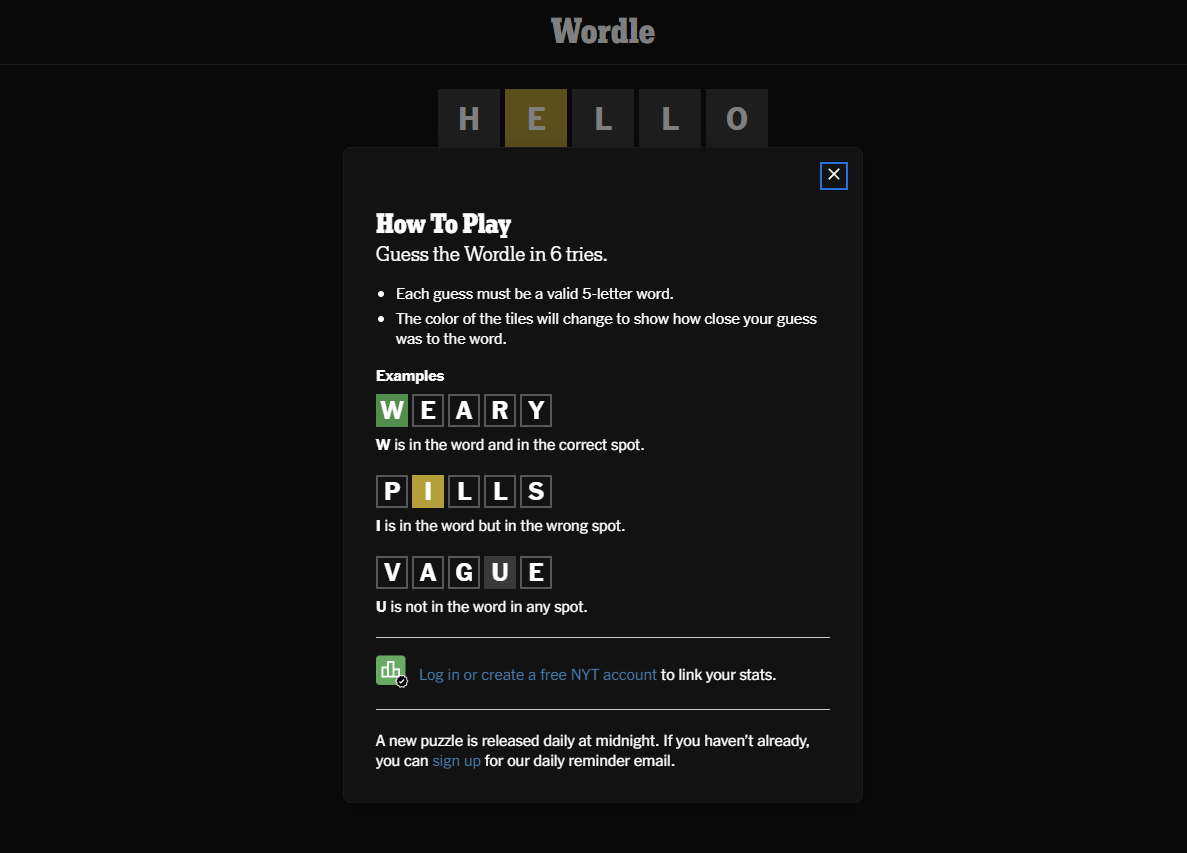 Wordle
H E L L O
How To Play
Guess the Wordle in 6 tries.
Each guess must be a valid 5-letter word.
The color of the tiles will change to show how close your guess
was to the word.
Examples
W E A R Y
W is in the word and in the correct spot.
P I L L S
I is in the word but in the wrong spot.
V A G U E
U is not in the word in any spot.
Log in or create a free NYT account to link your stats.
A new puzzle is released daily at midnight. If you haven’t already,
you can sign up for our daily reminder email.